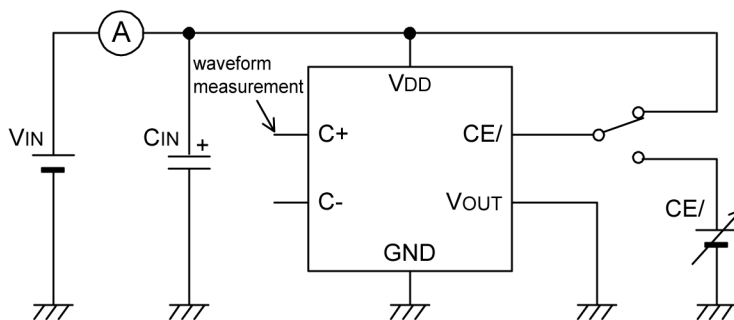 A
waveform
measurement
VDD
VIN
CIN
+
C+
CE/
C-
VOUT
CE/
GND